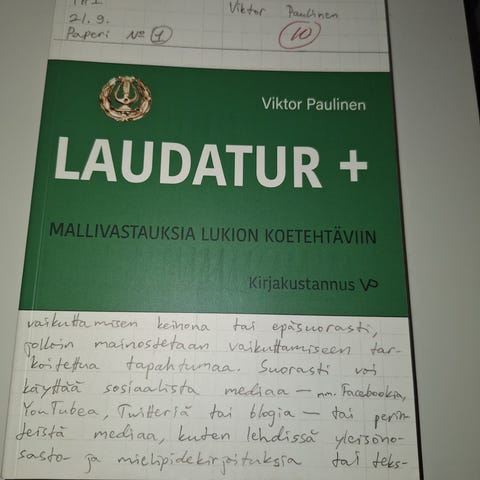 21.9.
Viktor Paulinen
Paperi No 1
10
Viktor Paulinen
LAUDATUR +
MALLIVASTAUKSIA LUKION KOETEHTÄVIIN
Kirjakustannus VP
vaikuttamisen keinona tai epäsuorasti,
jolloin mainostetaan vaikuttamiseen tar-
koitettua tapahtumaa. Suorasti voi
käyttää sosiaalista mediaa – mm. Facebookia,
YouTubea, Twitteriä tai blogia – tai perin-
teistä mediaa, kuten lehdissä yleisöno-
sasto- ja mielipidekirjoituksia tai teks-